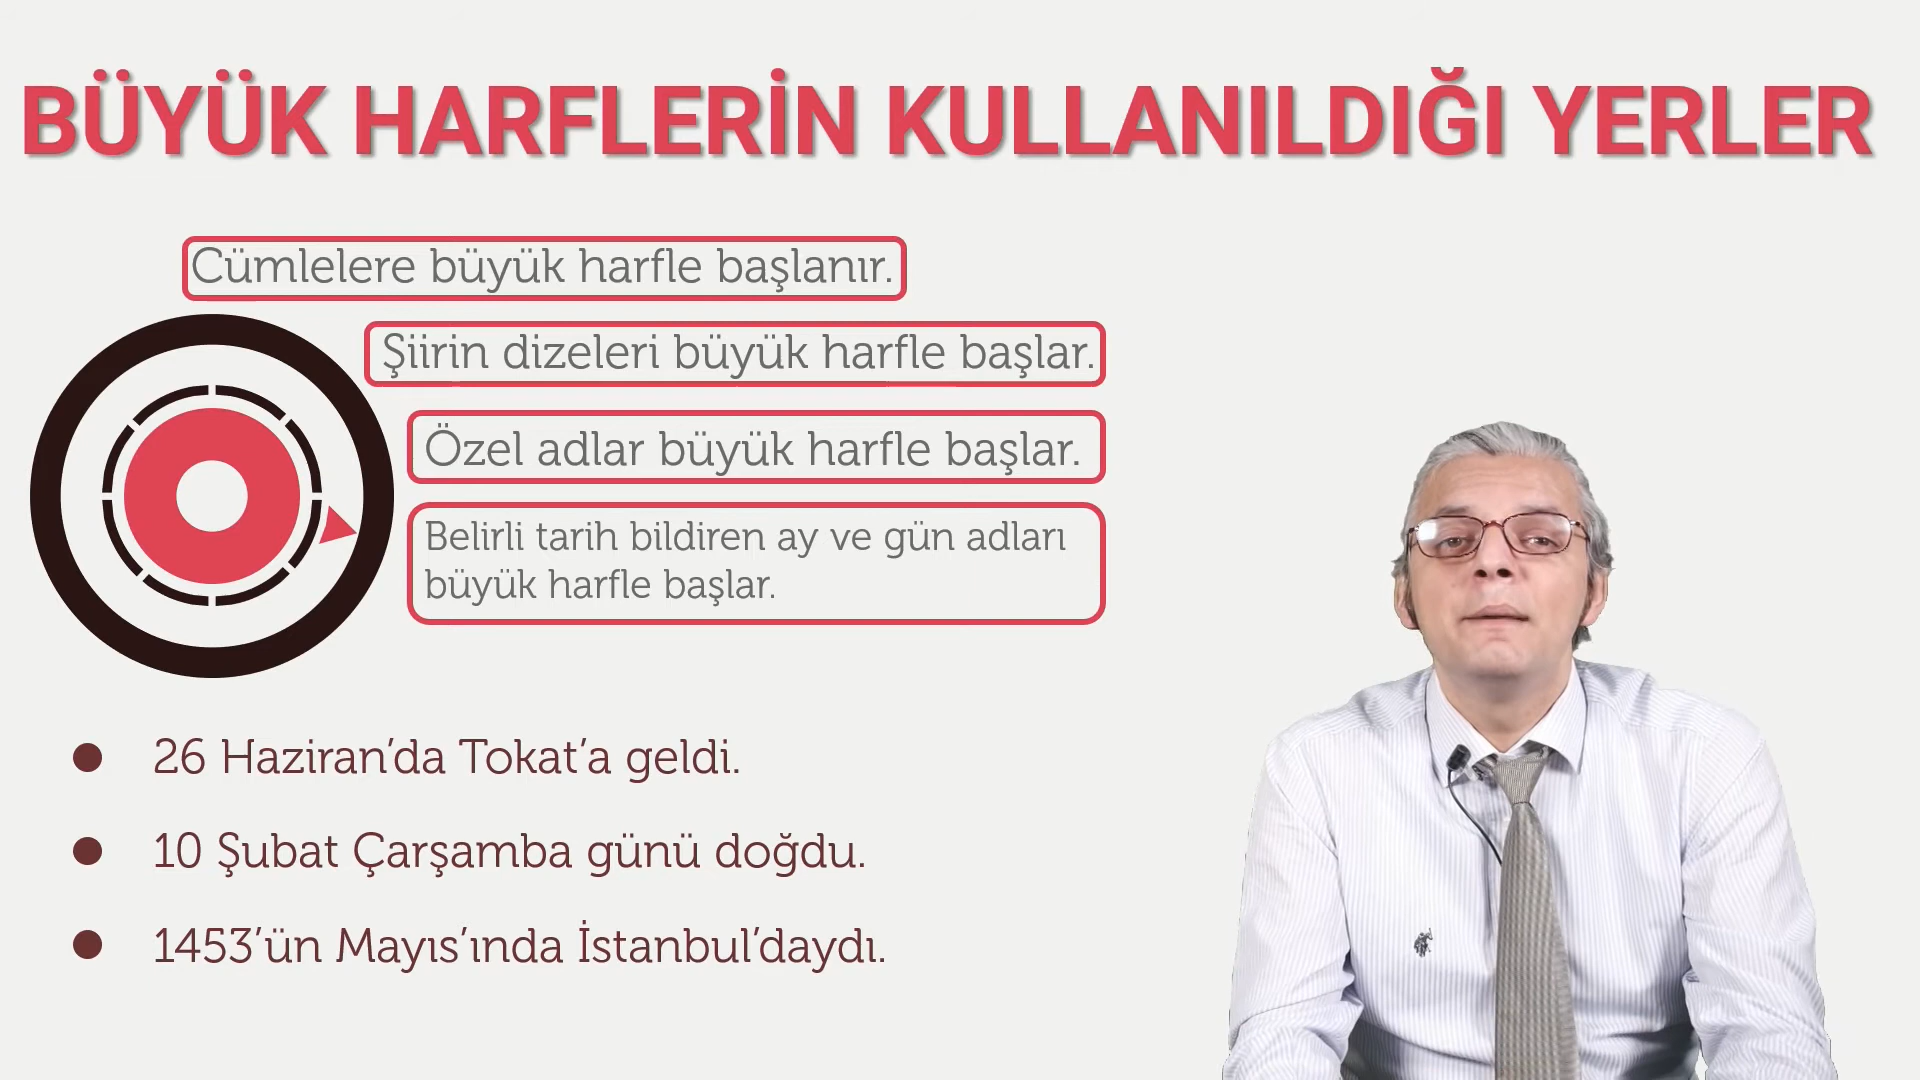 BÜYÜK HARFLERİN KULLANILDIĞI YERLER
Cümlelere büyük harfle başlanır.
Şiirin dizeleri büyük harfle başlar.
Özel adlar büyük harfle başlar.
Belirli tarih bildiren ay ve gün adları
büyük harfle başlar.
26 Haziran’da Tokat’a geldi.
10 Şubat Çarşamba günü doğdu.
1453’ün Mayıs’ında İstanbul’daydı.